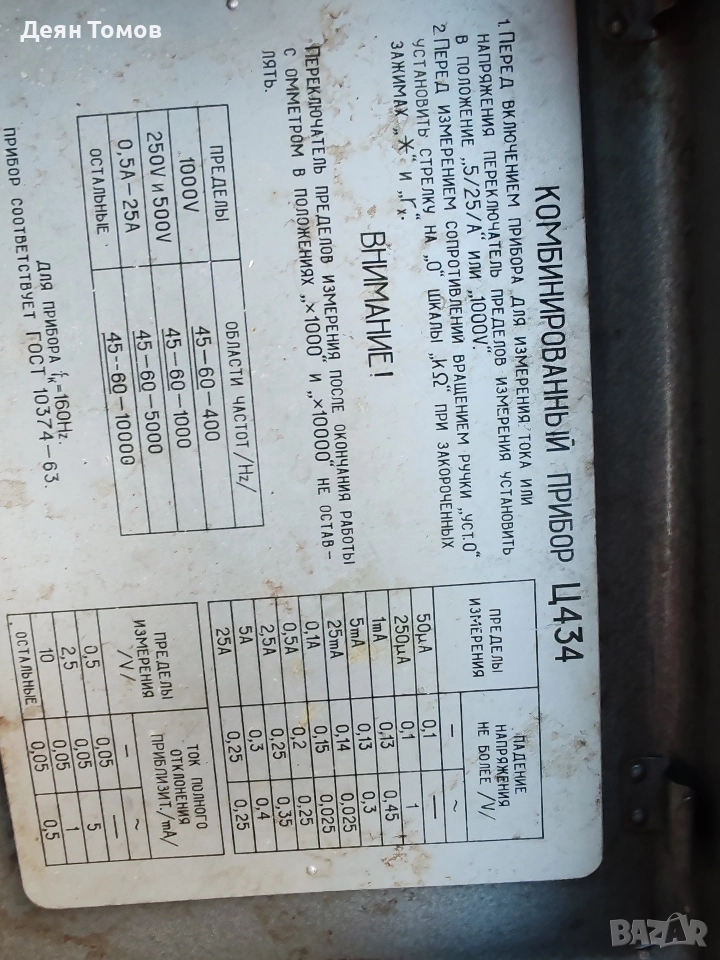 Деян Томов
КОМБИНИРОВАННЫЙ ПРИБОР Ц434
1. ПЕРЕД ВКЛЮЧЕНИЕМ ПРИБОРА ДЛЯ ИЗМЕРЕНИЯ ТОКА ИЛИ
НАПРЯЖЕНИЯ ПЕРЕКЛЮЧАТЕЛЬ ПРЕДЕЛОВ ИЗМЕРЕНИЯ УСТАНОВИТЬ
В ПОЛОЖЕНИЕ „5/25/A“ ИЛИ „1000V.“
2. ПЕРЕД ИЗМЕРЕНИЕМ СОПРОТИВЛЕНИЙ ВРАЩЕНИЕМ РУЧКИ „УСТ.0“
УСТАНОВИТЬ СТРЕЛКУ НА „0“ ШКАЛЫ „KΩ“ ПРИ ЗАКОРОЧЕННЫХ
ЗАЖИМАХ „*“ И „rx.
ВНИМАНИЕ!
ПЕРЕКЛЮЧАТЕЛЬ ПРЕДЕЛОВ ИЗМЕРЕНИЯ ПОСЛЕ ОКОНЧАНИЯ РАБОТЫ
С ОММЕТРОМ В ПОЛОЖЕНИЯХ „×1000“ И „×10000“ НЕ ОСТАВ-
ЛЯТЬ.
ПРЕДЕЛЫ ОБЛАСТИ ЧАСТОТ /Hz/
1000V 45-60-400
250V И 500V 45-60-1000
0,5A-25A 45-60-5000
ОСТАЛЬНЫЕ 45-60-10000
ДЛЯ ПРИБОРА fк=160Hz.
ПРИБОР СООТВЕТСТВУЕТ ГОСТ 10374-63.
ПРЕДЕЛЫ ИЗМЕРЕНИЯ ПАДЕНИЕ НАПРЯЖЕНИЯ НЕ БОЛЕЕ /V/
– ~
50μA 0,1 —
250μA 0,1 1
1mA 0,13 0,45
5mA 0,13 0,3
25mA 0,14 0,025
0,1A 0,15 0,025
0,5A 0,2 0,25
2,5A 0,25 0,35
5A 0,3 0,4
25A 0,25 0,25
ПРЕДЕЛЫ ИЗМЕРЕНИЯ /V/ ТОК ПОЛНОГО ОТКЛОНЕНИЯ ПРИБЛИЗИТ./mA/
– ~
0,5 0,05 —
2,5 0,05 5
10 0,05 1
ОСТАЛЬНЫЕ 0,05 0,5
BAZAR